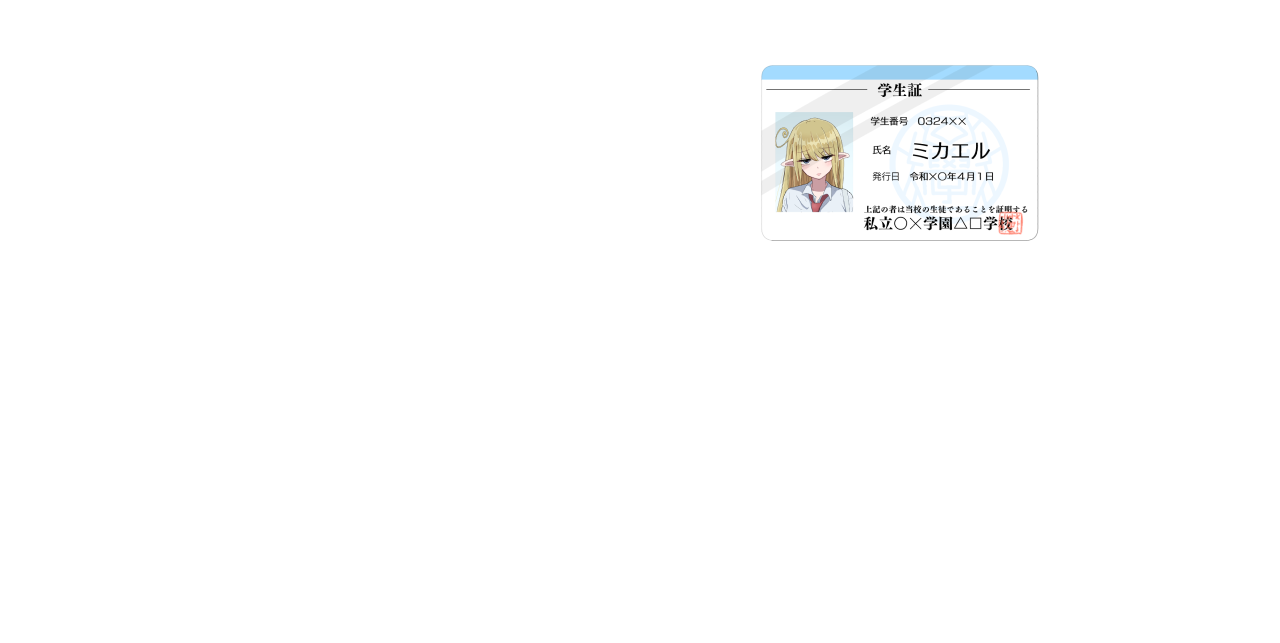 学生証
学生番号 0324××
氏名 ミカエル
発行日 令和×〇年4月1日
上記の者は当校の生徒であることを証明する
私立〇×学園△□学校